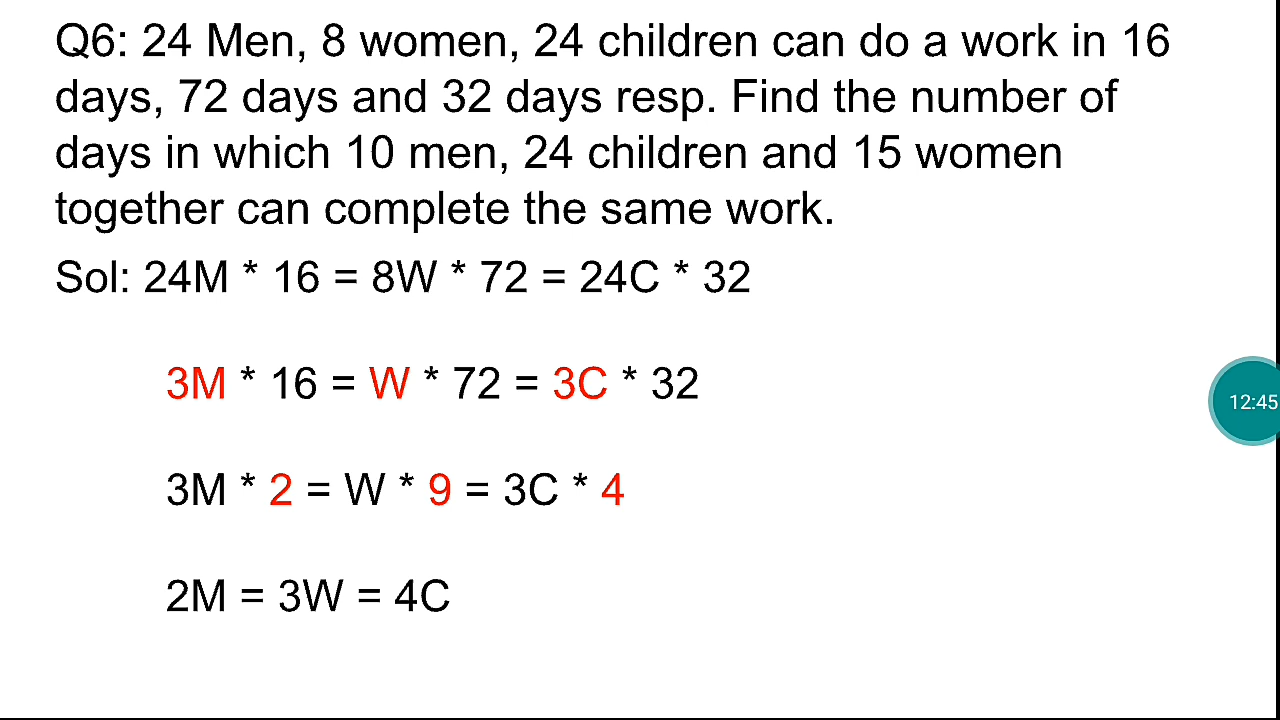 Q6: 24 Men, 8 women, 24 children can do a work in 16
days, 72 days and 32 days resp. Find the number of
days in which 10 men, 24 children and 15 women
together can complete the same work.
Sol: 24M * 16 = 8W * 72 = 24C * 32
3M * 16 = W * 72 = 3C * 32
12:45
3M * 2 = W * 9 = 3C * 4
2M = 3W = 4C